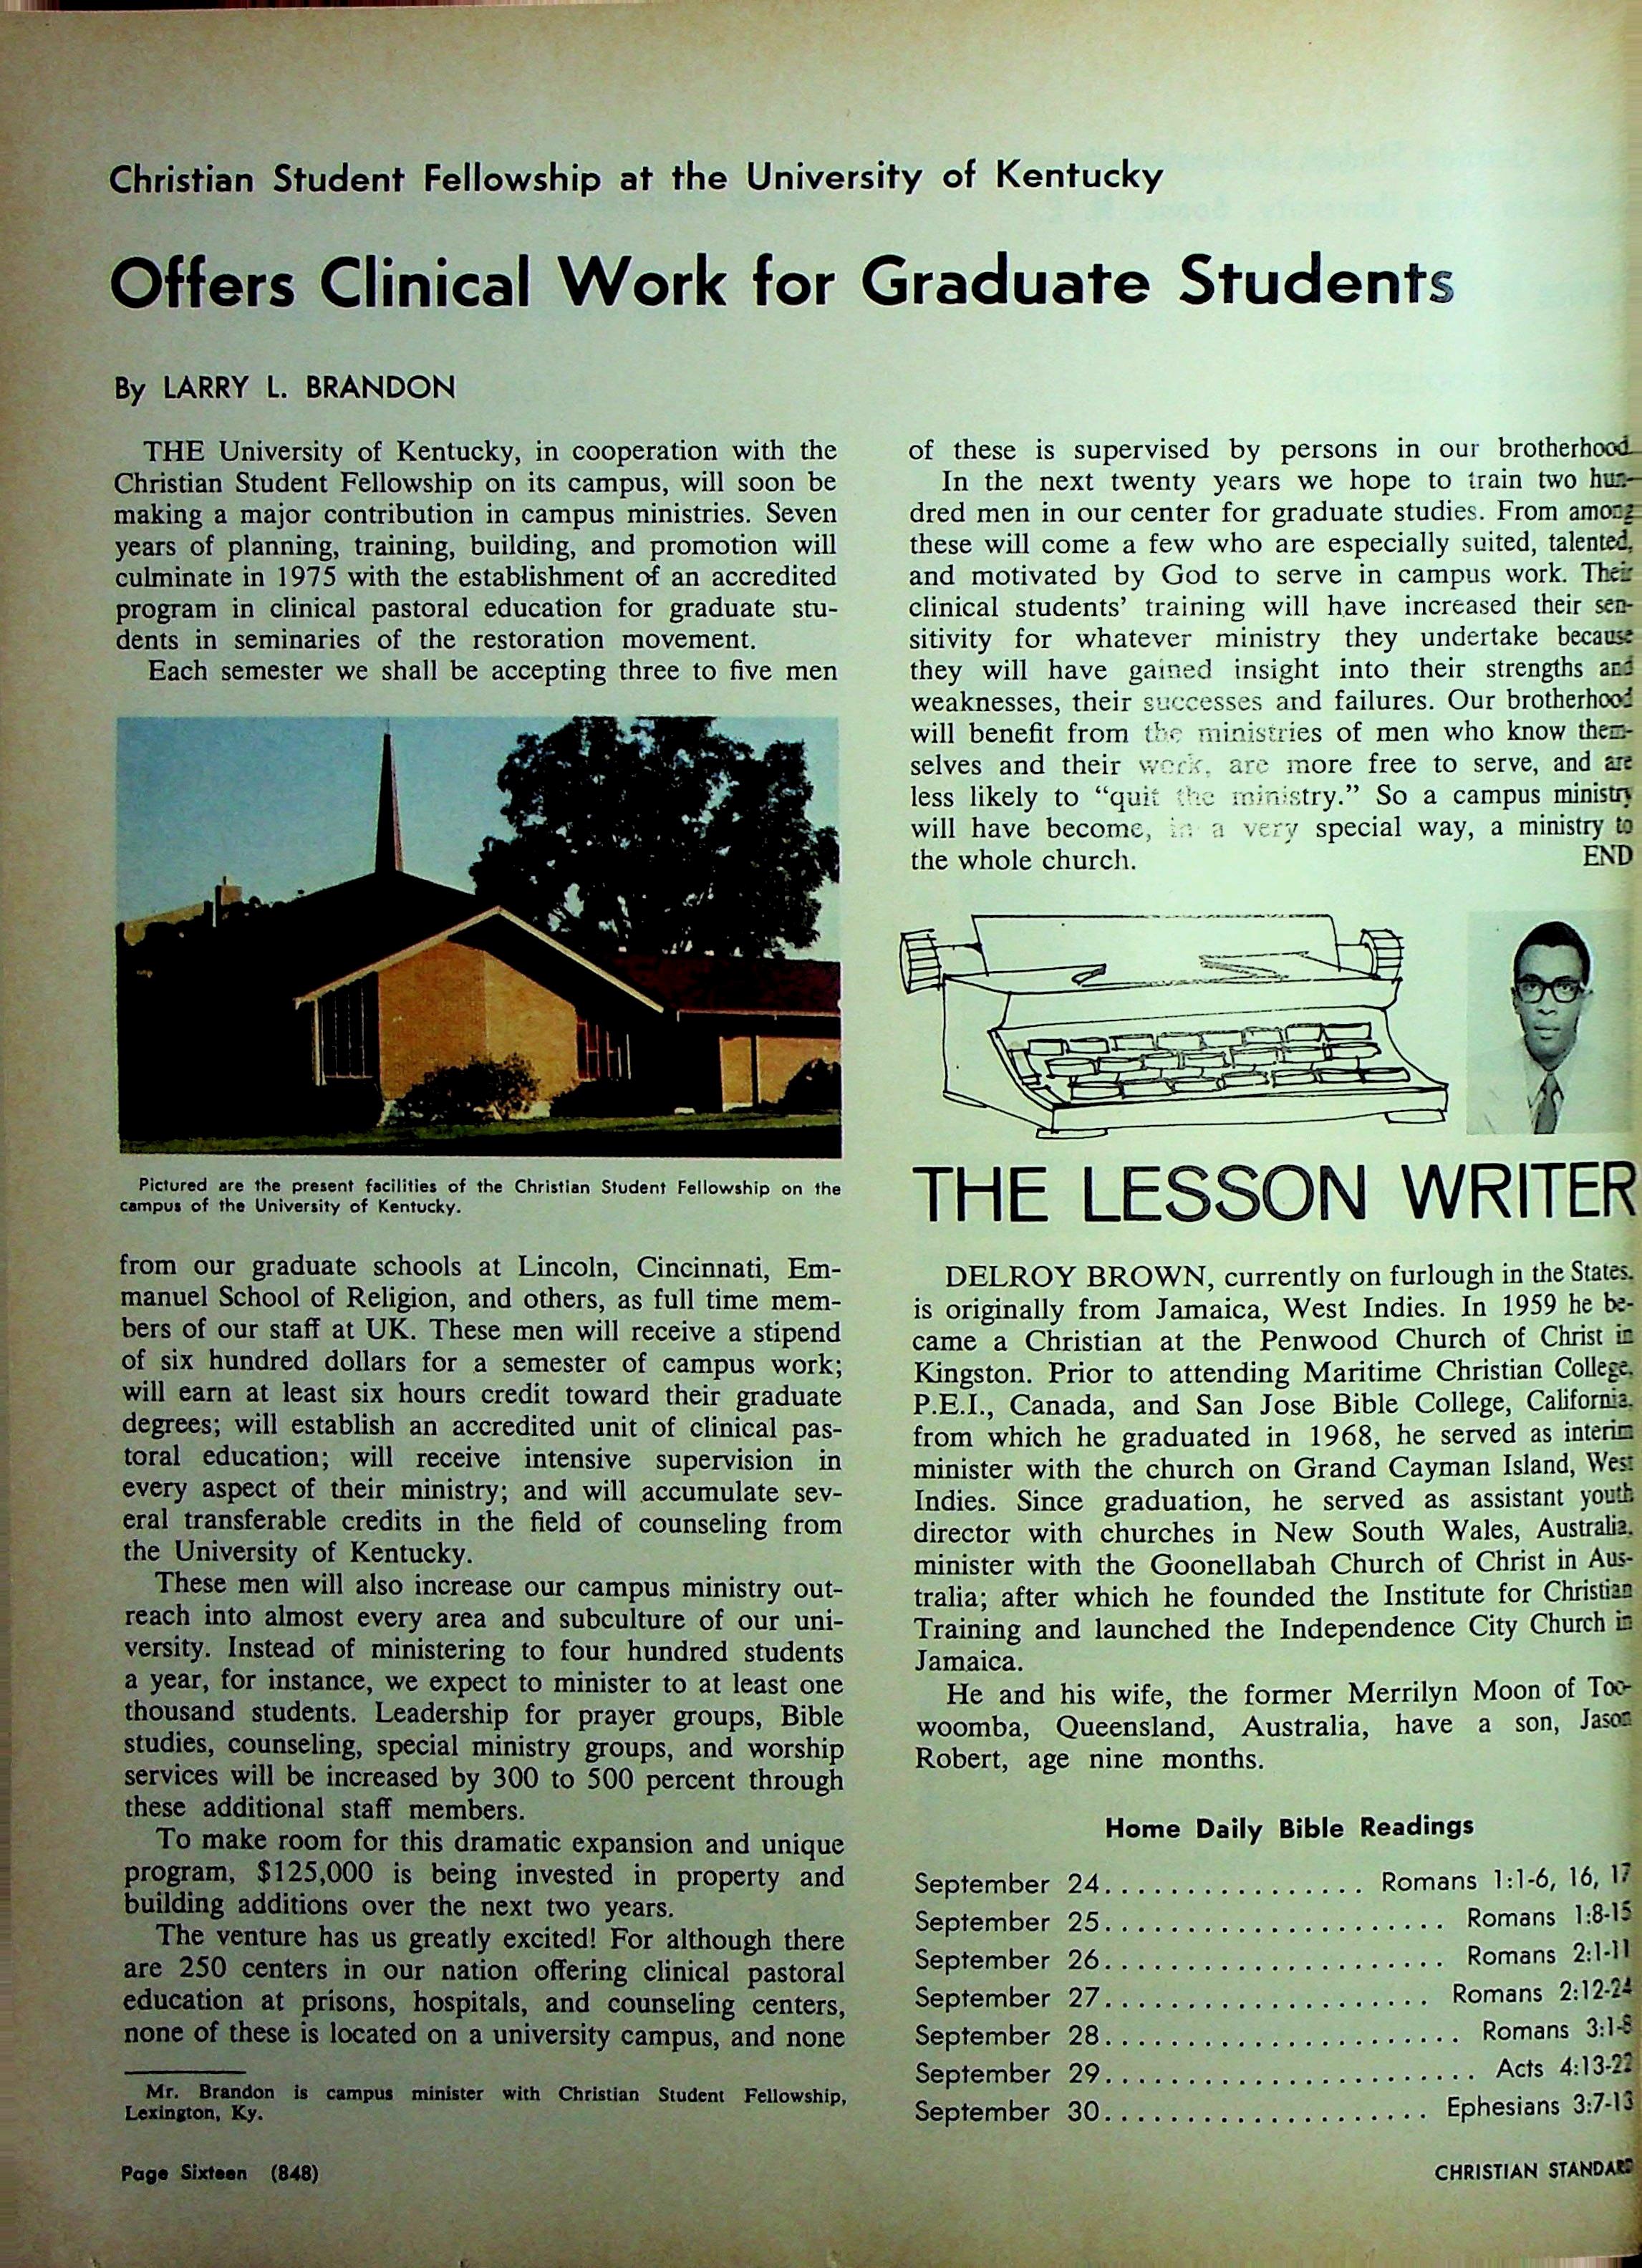 Christian Student Fellowship at the University of Kentucky
Offers Clinical Work for Graduate Students
By LARRY L. BRANDON
THE University of Kentucky, in cooperation with the
Christian Student Fellowship on its campus, will soon be
making a major contribution in campus ministries. Seven
years of planning, training, building, and promotion will
culminate in 1975 with the establishment of an accredited
program in clinical pastoral education for graduate stu-
dents in seminaries of the restoration movement.
Each semester we shall be accepting three to five men
Pictured are the present facilities of the Christian Student Fellowship on the
campus of the University of Kentucky.
from our graduate schools at Lincoln, Cincinnati, Em-
manuel School of Religion, and others, as full time mem-
bers of our staff at UK. These men will receive a stipend
of six hundred dollars for a semester of campus work;
will earn at least six hours credit toward their graduate
degrees; will establish an accredited unit of clinical pas-
toral education; will receive intensive supervision in
every aspect of their ministry; and will accumulate sev-
eral transferable credits in the field of counseling from
the University of Kentucky.
These men will also increase our campus ministry out-
reach into almost every area and subculture of our uni-
versity. Instead of ministering to four hundred students
a year, for instance, we expect to minister to at least one
thousand students. Leadership for prayer groups, Bible
studies, counseling, special ministry groups, and worship
services will be increased by 300 to 500 percent through
these additional staff members.
To make room for this dramatic expansion and unique
program, $125,000 is being invested in property and
building additions over the next two years.
The venture has us greatly excited! For although there
are 250 centers in our nation offering clinical pastoral
education at prisons, hospitals, and counseling centers,
none of these is located on a university campus, and none
Mr. Brandon is campus minister with Christian Student Fellowship,
Lexington, Ky.
of these is supervised by persons in our brotherhood.
In the next twenty years we hope to train two hun-
dred men in our center for graduate studies. From among
these will come a few who are especially suited, talented,
and motivated by God to serve in campus work. Their
clinical students' training will have increased their sen-
sitivity for whatever ministry they undertake because
they will have gained insight into their strengths and
weaknesses, their successes and failures. Our brotherhood
will benefit from the ministries of men who know them-
selves and their work, are more free to serve, and are
less likely to “quit the ministry.” So a campus ministry
will have become, in a very special way, a ministry to
the whole church. END
THE LESSON WRITER
DELROY BROWN, currently on furlough in the States,
is originally from Jamaica, West Indies. In 1959 he be-
came a Christian at the Penwood Church of Christ in
Kingston. Prior to attending Maritime Christian College,
P.E.I., Canada, and San Jose Bible College, California,
from which he graduated in 1968, he served as interim
minister with the church on Grand Cayman Island, West
Indies. Since graduation, he served as assistant youth
director with churches in New South Wales, Australia,
minister with the Goonellabah Church of Christ in Aus-
tralia; after which he founded the Institute for Christian
Training and launched the Independence City Church in
Jamaica.
He and his wife, the former Merrilyn Moon of Too-
woomba, Queensland, Australia, have a son, Jason
Robert, age nine months.
Home Daily Bible Readings
September 24................ Romans 1:1-6, 16, 17
September 25..................... Romans 1:8-15
September 26..................... Romans 2:1-11
September 27.................... Romans 2:12-24
September 28...................... Romans 3:1-8
September 29....................... Acts 4:13-22
September 30.................... Ephesians 3:7-13
Page Sixteen (848)
CHRISTIAN STANDARD